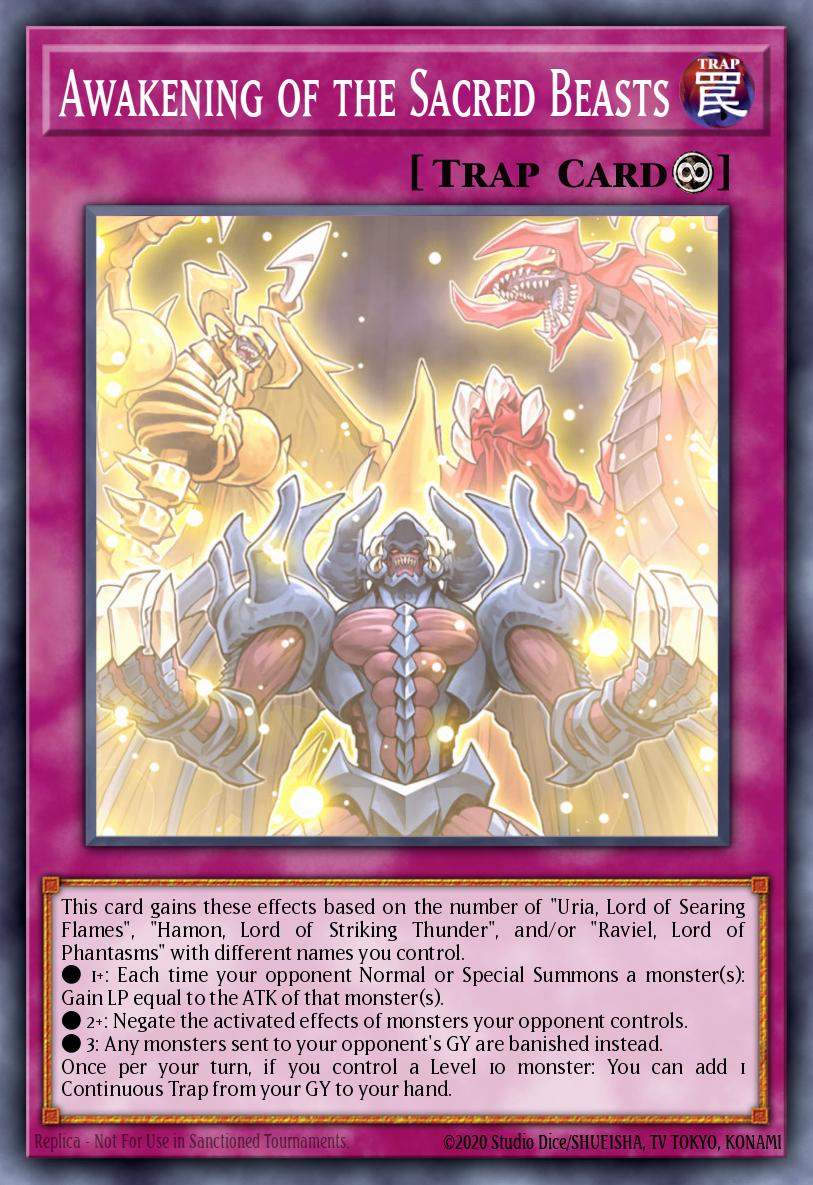 AWAKENING OF THE SACRED BEASTS
TRAP
罠
[TRAP CARD]
This card gains these effects based on the number of "Uria, Lord of Searing
Flames", "Hamon, Lord of Striking Thunder", and/or "Raviel, Lord of
Phantasms" with different names you control.
● 1+: Each time your opponent Normal or Special Summons a monster(s):
Gain LP equal to the ATK of that monster(s).
● 2+: Negate the activated effects of monsters your opponent controls.
● 3: Any monsters sent to your opponent's GY are banished instead.
Once per your turn, if you control a Level 10 monster: You can add 1
Continuous Trap from your GY to your hand.
Replica - Not For Use in Sanctioned Tournaments.
©2020 Studio Dice/SHUEISHA, TV TOKYO, KONAMI